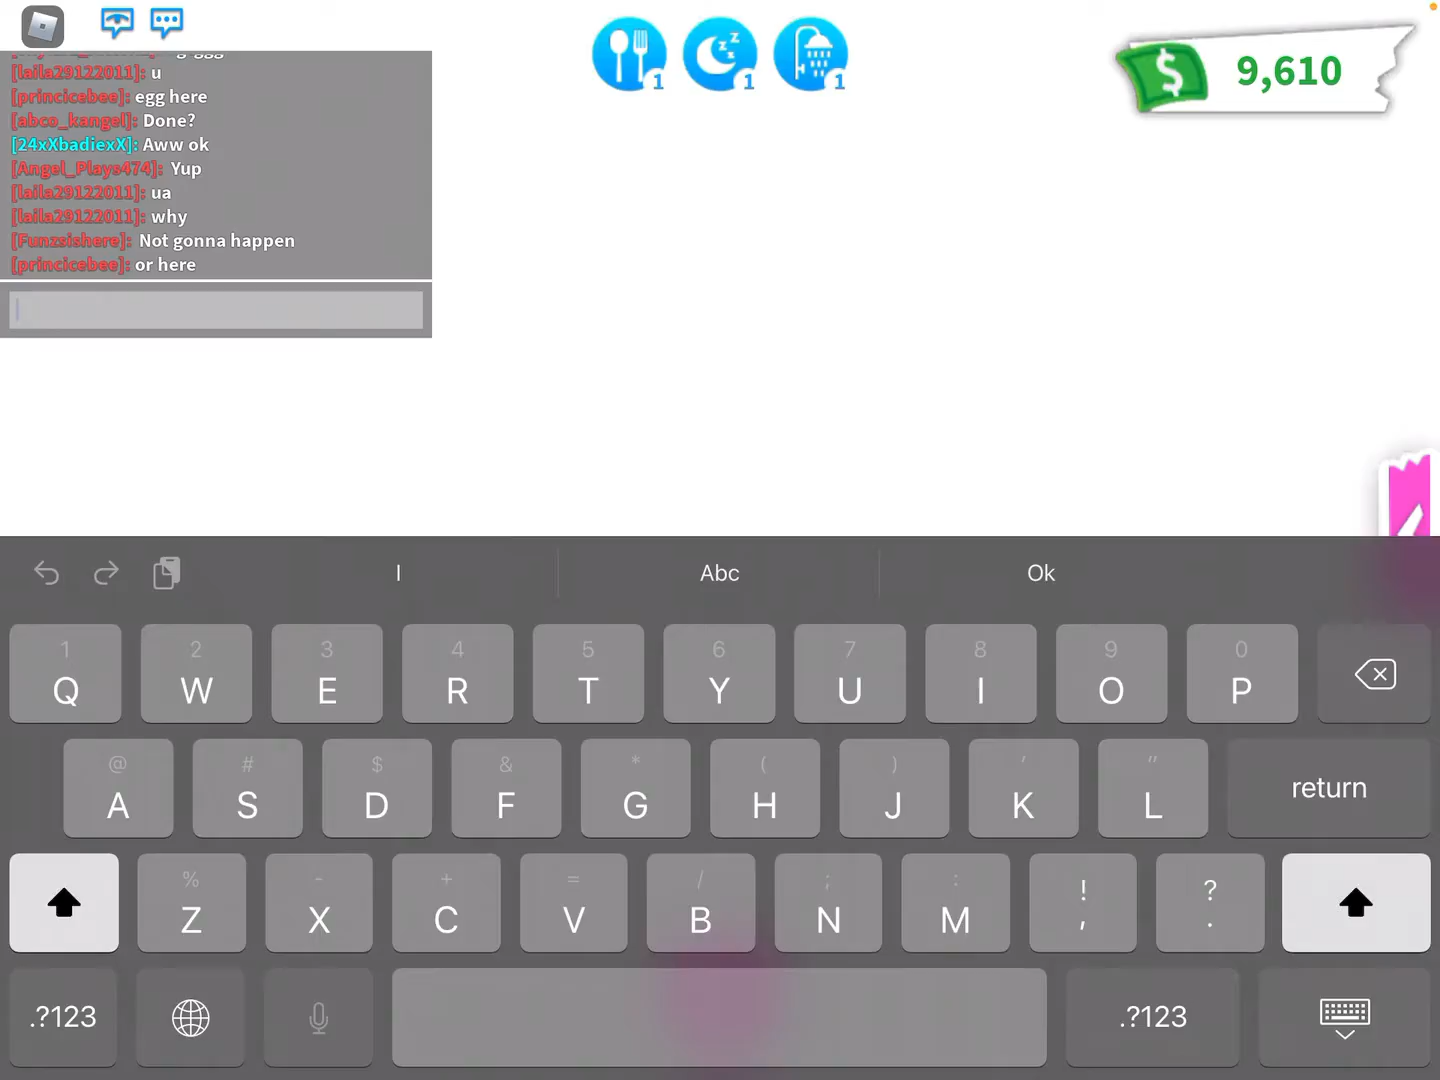 [laila29122011]: u
[princicebee]: egg here
[abco_kangel]: Done?
[24xXbadiexX]: Aww ok
[Angel_Plays474]: Yup
[laila29122011]: ua
[laila29122011]: why
[Funzsishere]: Not gonna happen
[princicebee]: or here
1 1 1
$ 9,610
I Abc Ok
1 2 3 4 5 6 7 8 9 0
Q W E R T Y U I O P
@ # $ & * ( ) ' "
A S D F G H J K L return
% - + = / ; : ! ?
Z X C V B N M , .
.?123 .?123